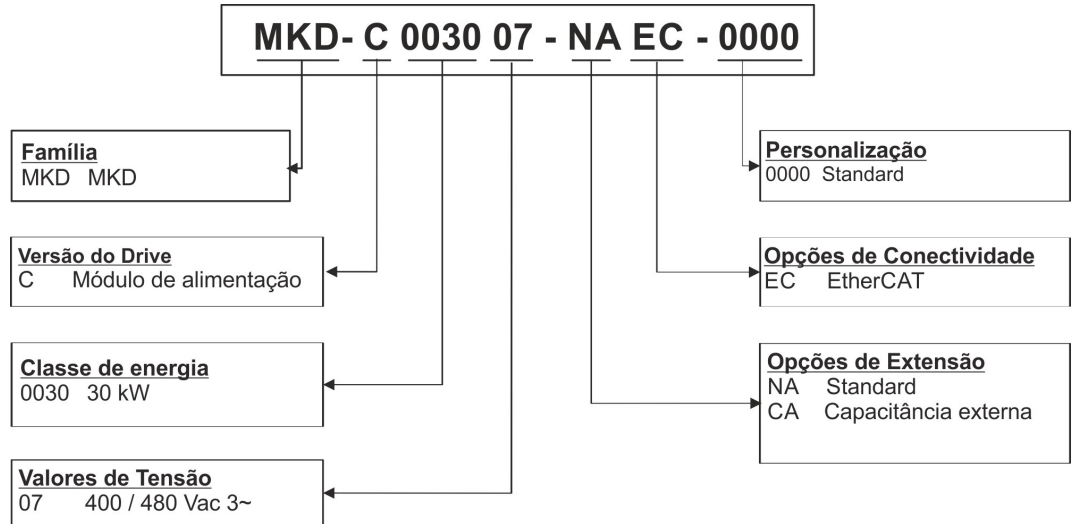 MKD- C 0030 07 - NA EC - 0000
Família
MKD MKD
Versão do Drive
C Módulo de alimentação
Classe de energia
0030 30 kW
Valores de Tensão
07 400 / 480 Vac 3~
Personalização
0000 Standard
Opções de Conectividade
EC EtherCAT
Opções de Extensão
NA Standard
CA Capacitância externa